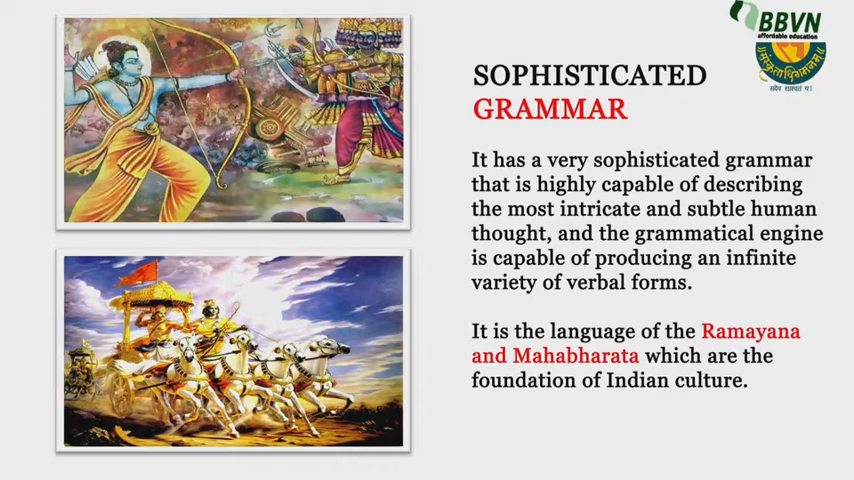 BBVN
affordable education
SOPHISTICATED
GRAMMAR
It has a very sophisticated grammar
that is highly capable of describing
the most intricate and subtle human
thought, and the grammatical engine
is capable of producing an infinite
variety of verbal forms.
It is the language of the Ramayana
and Mahabharata which are the
foundation of Indian culture.